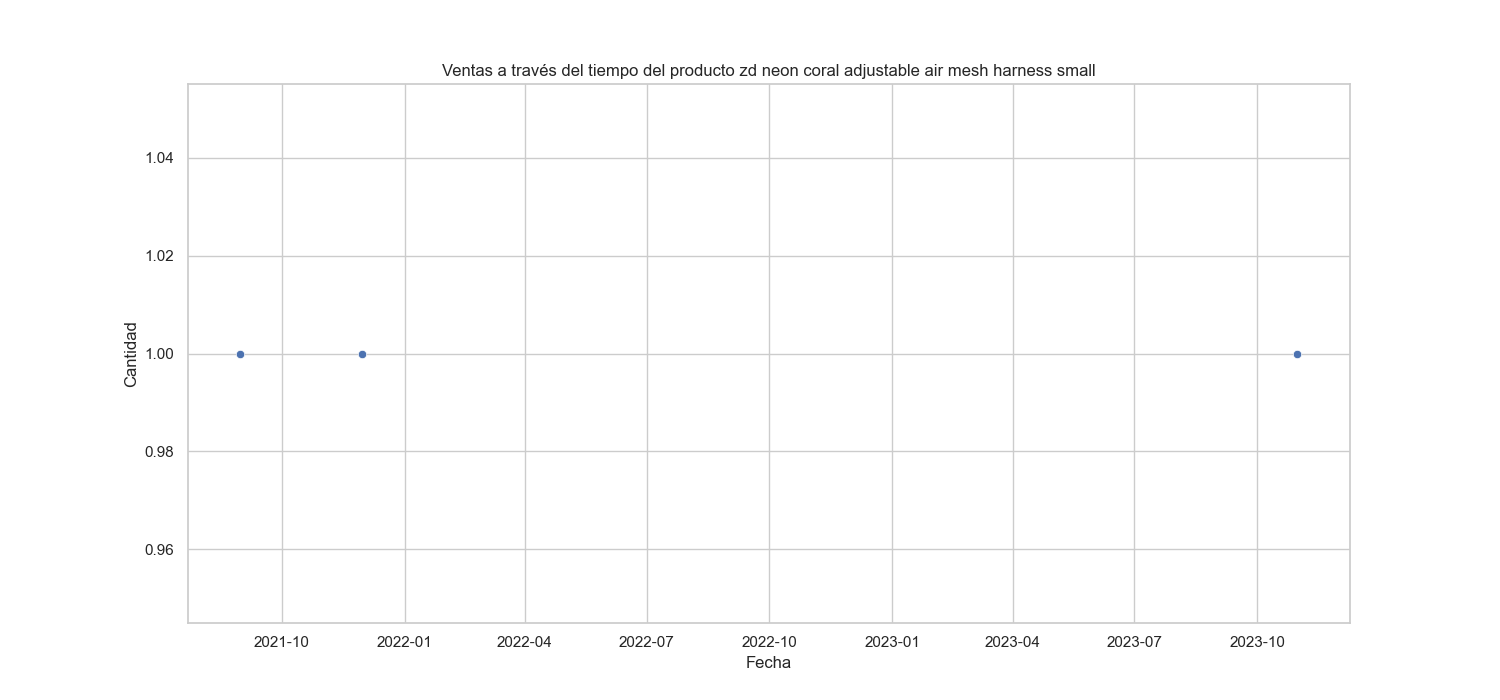 Ventas a través del tiempo del producto zd neon coral adjustable air mesh harness small
1.04
1.02
1.00
0.98
0.96
Cantidad
2021-10 2022-01 2022-04 2022-07 2022-10 2023-01 2023-04 2023-07 2023-10
Fecha